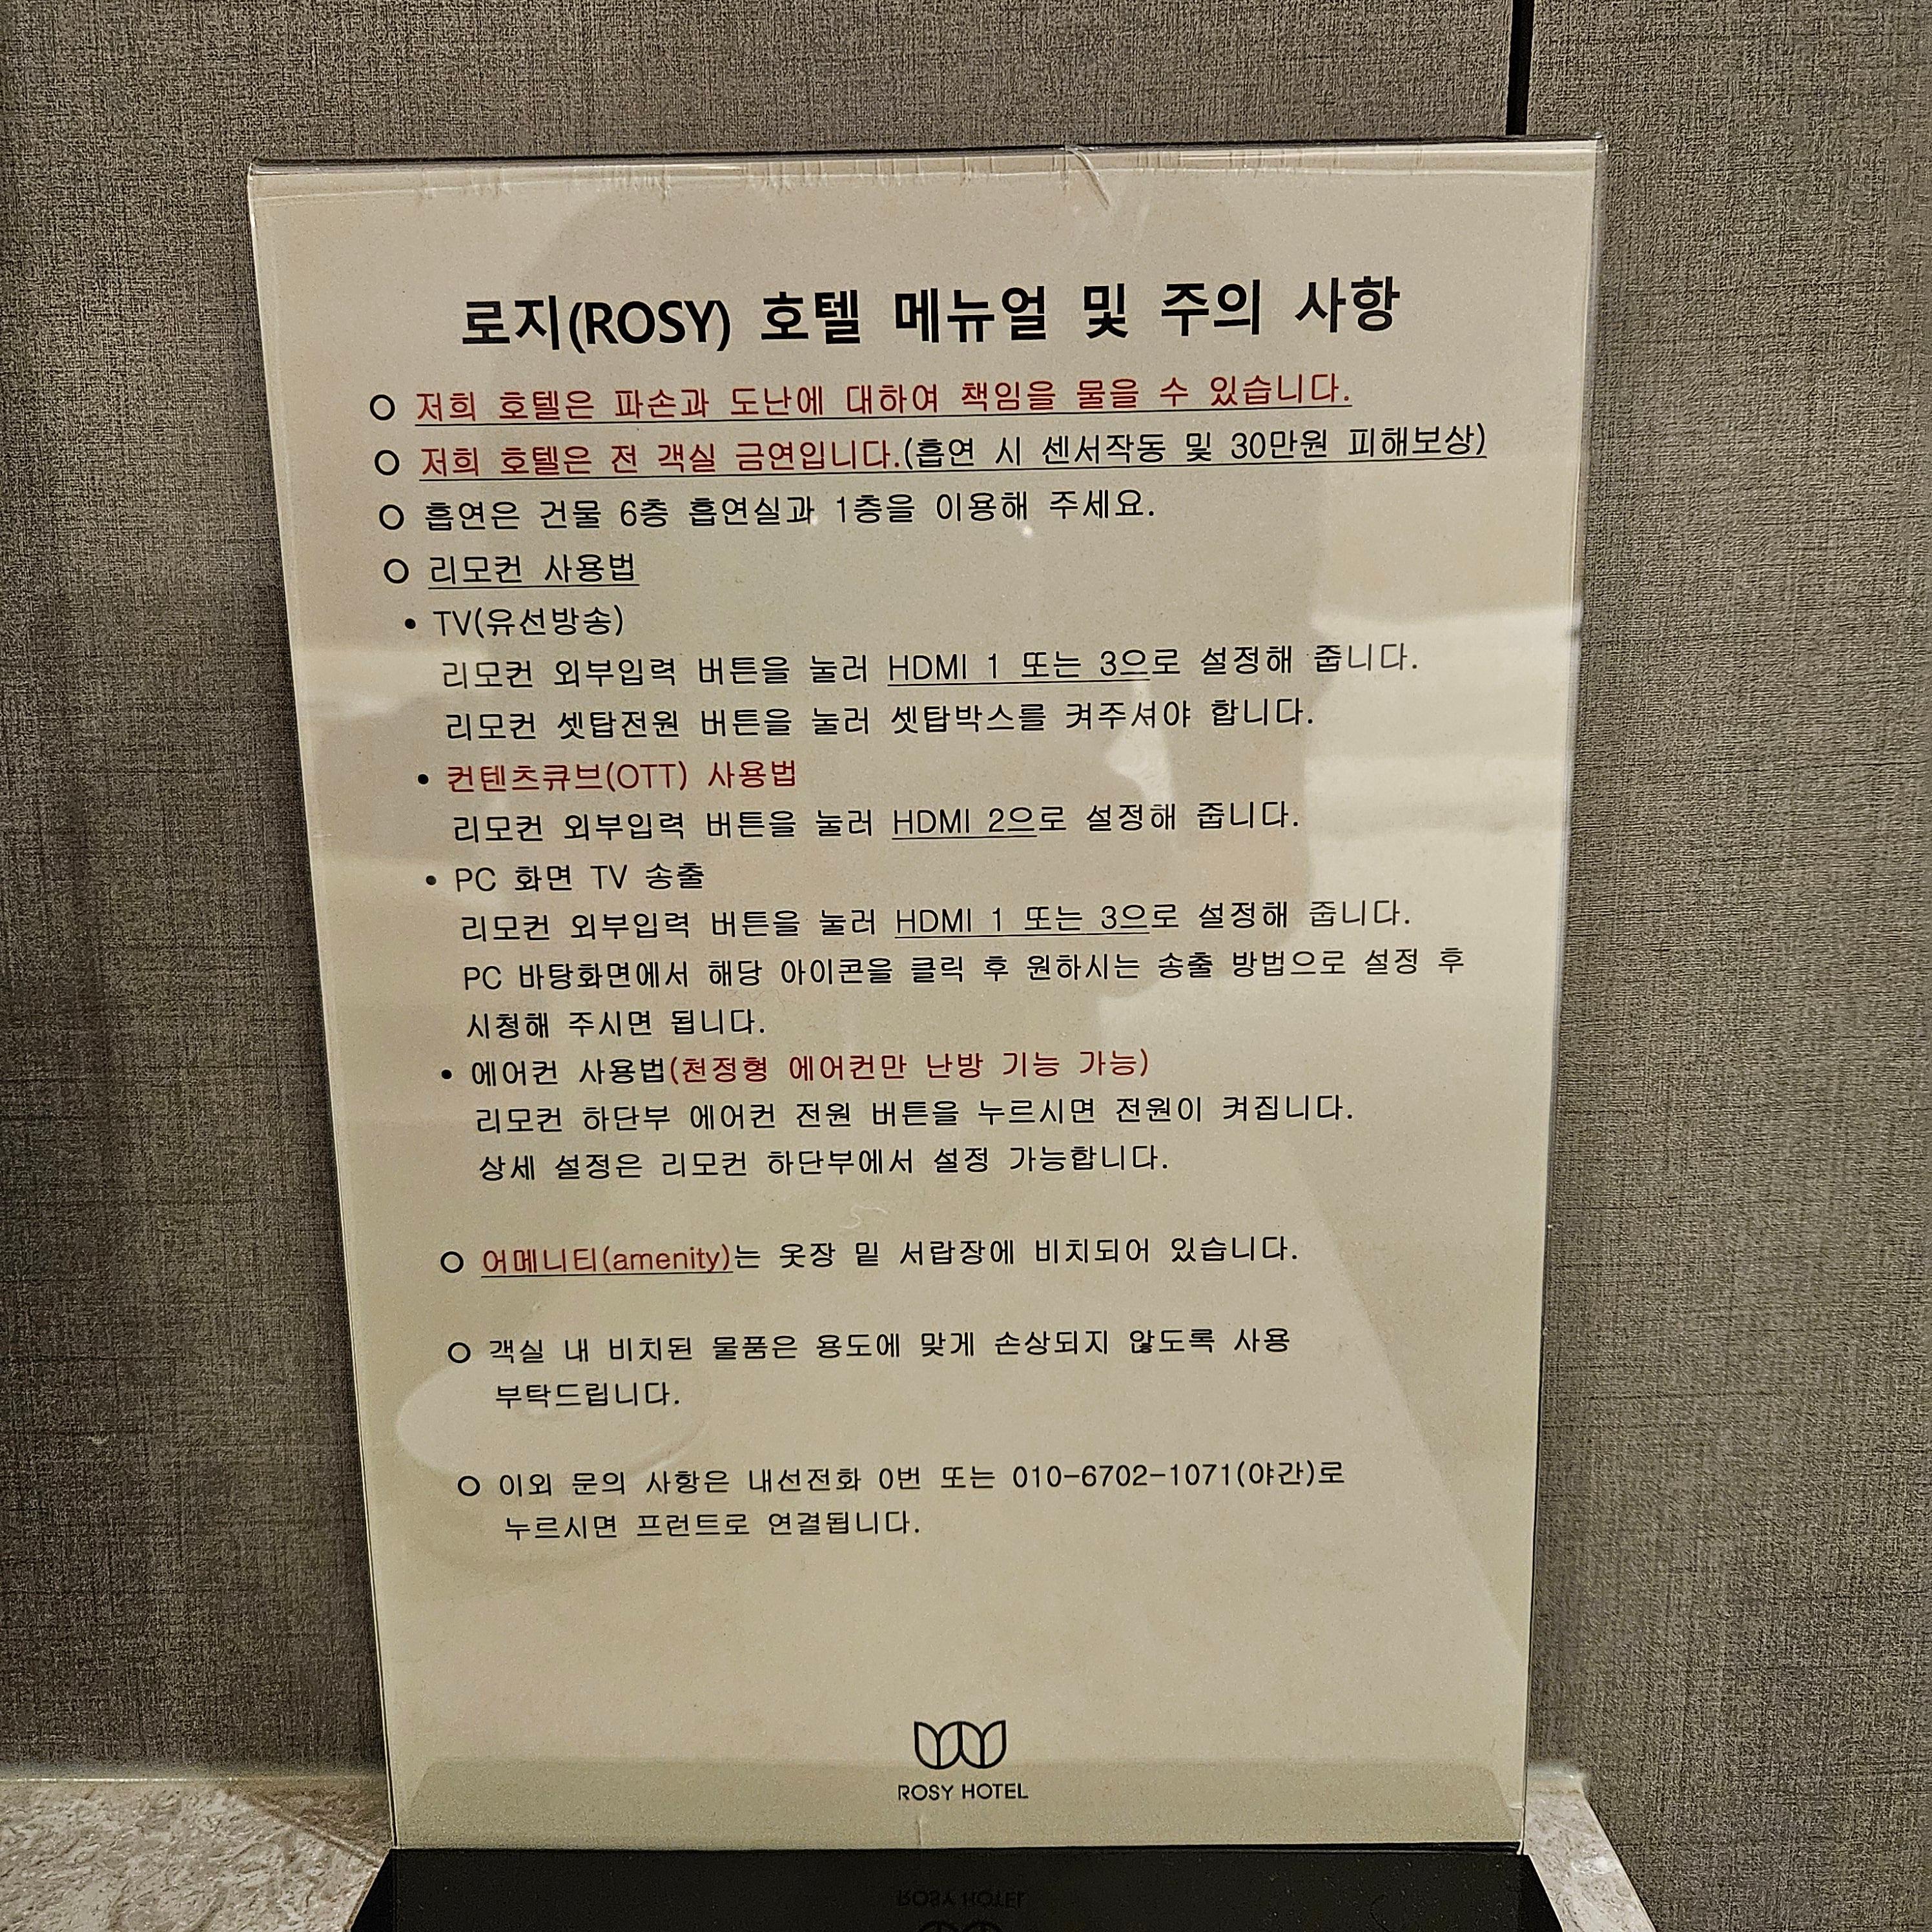 로지(ROSY) 호텔 메뉴얼 및 주의 사항
○ 저희 호텔은 파손과 도난에 대하여 책임을 물을 수 있습니다.
○ 저희 호텔은 전 객실 금연입니다.(흡연 시 센서작동 및 30만원 피해보상)
○ 흡연은 건물 6층 흡연실과 1층을 이용해 주세요.
○ 리모컨 사용법
• TV(유선방송)
리모컨 외부입력 버튼을 눌러 HDMI 1 또는 3으로 설정해 줍니다.
리모컨 셋탑전원 버튼을 눌러 셋탑박스를 켜주셔야 합니다.
• 컨텐츠큐브(OTT) 사용법
리모컨 외부입력 버튼을 눌러 HDMI 2으로 설정해 줍니다.
• PC 화면 TV 송출
리모컨 외부입력 버튼을 눌러 HDMI 1 또는 3으로 설정해 줍니다.
PC 바탕화면에서 해당 아이콘을 클릭 후 원하시는 송출 방법으로 설정 후
시청해 주시면 됩니다.
• 에어컨 사용법(천정형 에어컨만 난방 기능 가능)
리모컨 하단부 에어컨 전원 버튼을 누르시면 전원이 켜집니다.
상세 설정은 리모컨 하단부에서 설정 가능합니다.
○ 어메니티(amenity)는 옷장 밑 서랍장에 비치되어 있습니다.
○ 객실 내 비치된 물품은 용도에 맞게 손상되지 않도록 사용
부탁드립니다.
○ 이외 문의 사항은 내선전화 0번 또는 010-6702-1071(야간)로
누르시면 프런트로 연결됩니다.
ROSY HOTEL